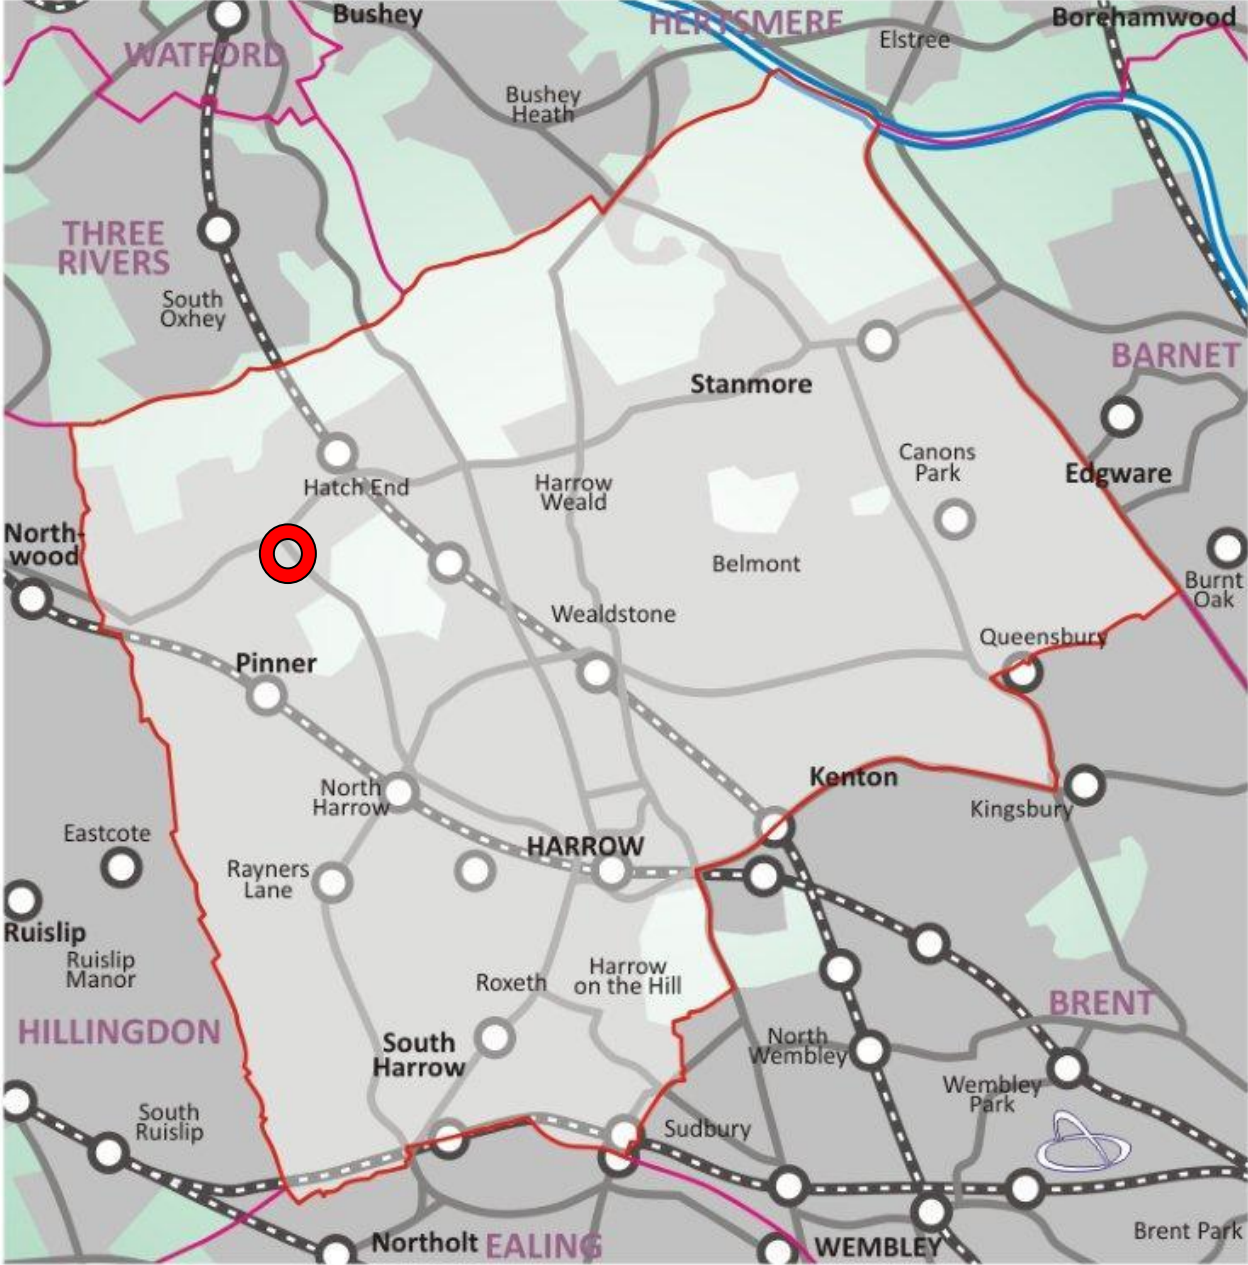 Bushey
HERTSMERE
Borehamwood
Elstree
WATFORD
Bushey
Heath
THREE
RIVERS
South
Oxhey
BARNET
Stanmore
Canons
Park
Edgware
Hatch End
Harrow
Weald
North-
wood
Belmont
Burnt
Oak
Wealdstone
Queensbury
Pinner
Kenton
North
Harrow
Kingsbury
Eastcote
HARROW
Rayners
Lane
Ruislip
Ruislip
Manor
Roxeth
Harrow
on the Hill
HILLINGDON
BRENT
South
Harrow
North
Wembley
Wembley
Park
South
Ruislip
Sudbury
Northolt
EALING
WEMBLEY
Brent Park